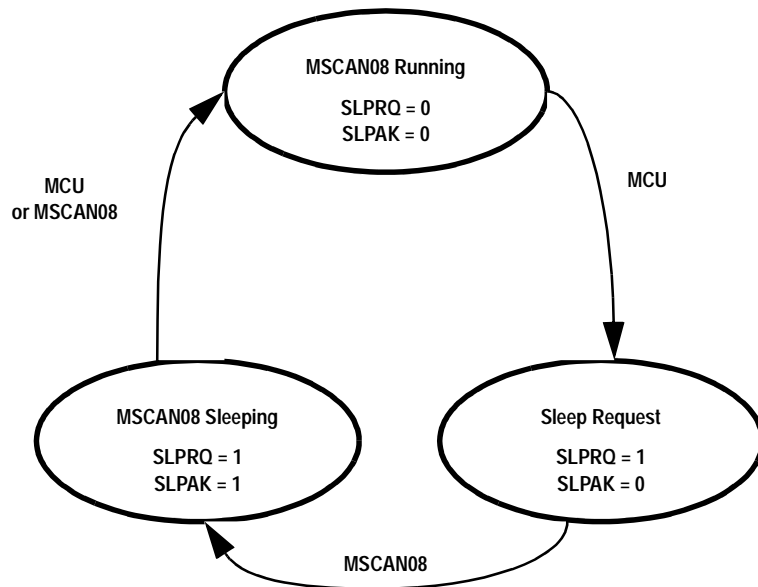 MSCAN08 Running
SLPRQ = 0
SLPAK = 0
MCU
or MSCAN08
MCU
MSCAN08 Sleeping
SLPRQ = 1
SLPAK = 1
Sleep Request
SLPRQ = 1
SLPAK = 0
MSCAN08